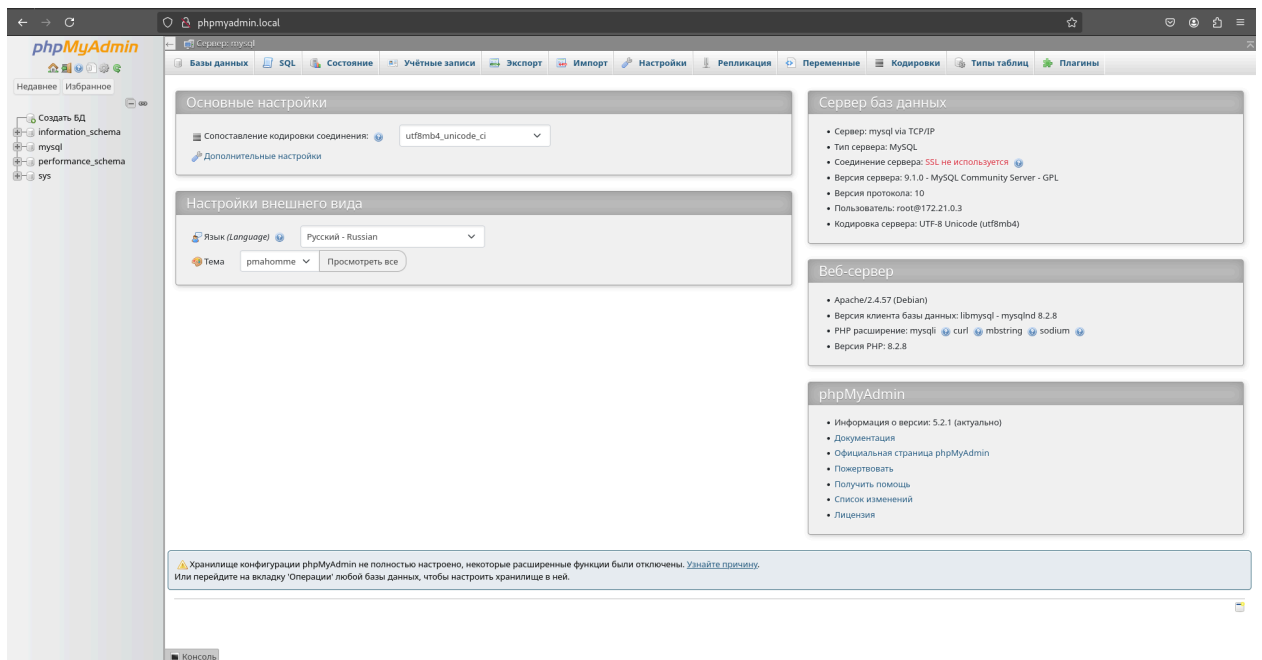 phpmyadmin.local
phpMyAdmin
Недавнее Избранное
Создать БД
information_schema
mysql
performance_schema
sys
Сервер: mysql
Базы данных SQL Состояние Учётные записи Экспорт Импорт Настройки Репликация Переменные Кодировки Типы таблиц Плагины
Основные настройки
Сопоставление кодировки соединения: utf8mb4_unicode_ci
Дополнительные настройки
Настройки внешнего вида
Язык (Language) Русский - Russian
Тема pmahomme Просмотреть все
Сервер баз данных
• Сервер: mysql via TCP/IP
• Тип сервера: MySQL
• Соединение сервера: SSL не используется
• Версия сервера: 9.1.0 - MySQL Community Server - GPL
• Версия протокола: 10
• Пользователь: root@172.21.0.3
• Кодировка сервера: UTF-8 Unicode (utf8mb4)
Веб-сервер
• Apache/2.4.57 (Debian)
• Версия клиента базы данных: libmysql - mysqlnd 8.2.8
• PHP расширение: mysqli curl mbstring sodium
• Версия PHP: 8.2.8
phpMyAdmin
• Информация о версии: 5.2.1 (актуально)
• Документация
• Официальная страница phpMyAdmin
• Пожертвовать
• Получить помощь
• Список изменений
• Лицензия
Хранилище конфигурации phpMyAdmin не полностью настроено, некоторые расширенные функции были отключены. Узнайте причину.
Или перейдите на вкладку 'Операции' любой базы данных, чтобы настроить хранилище в ней.
Консоль